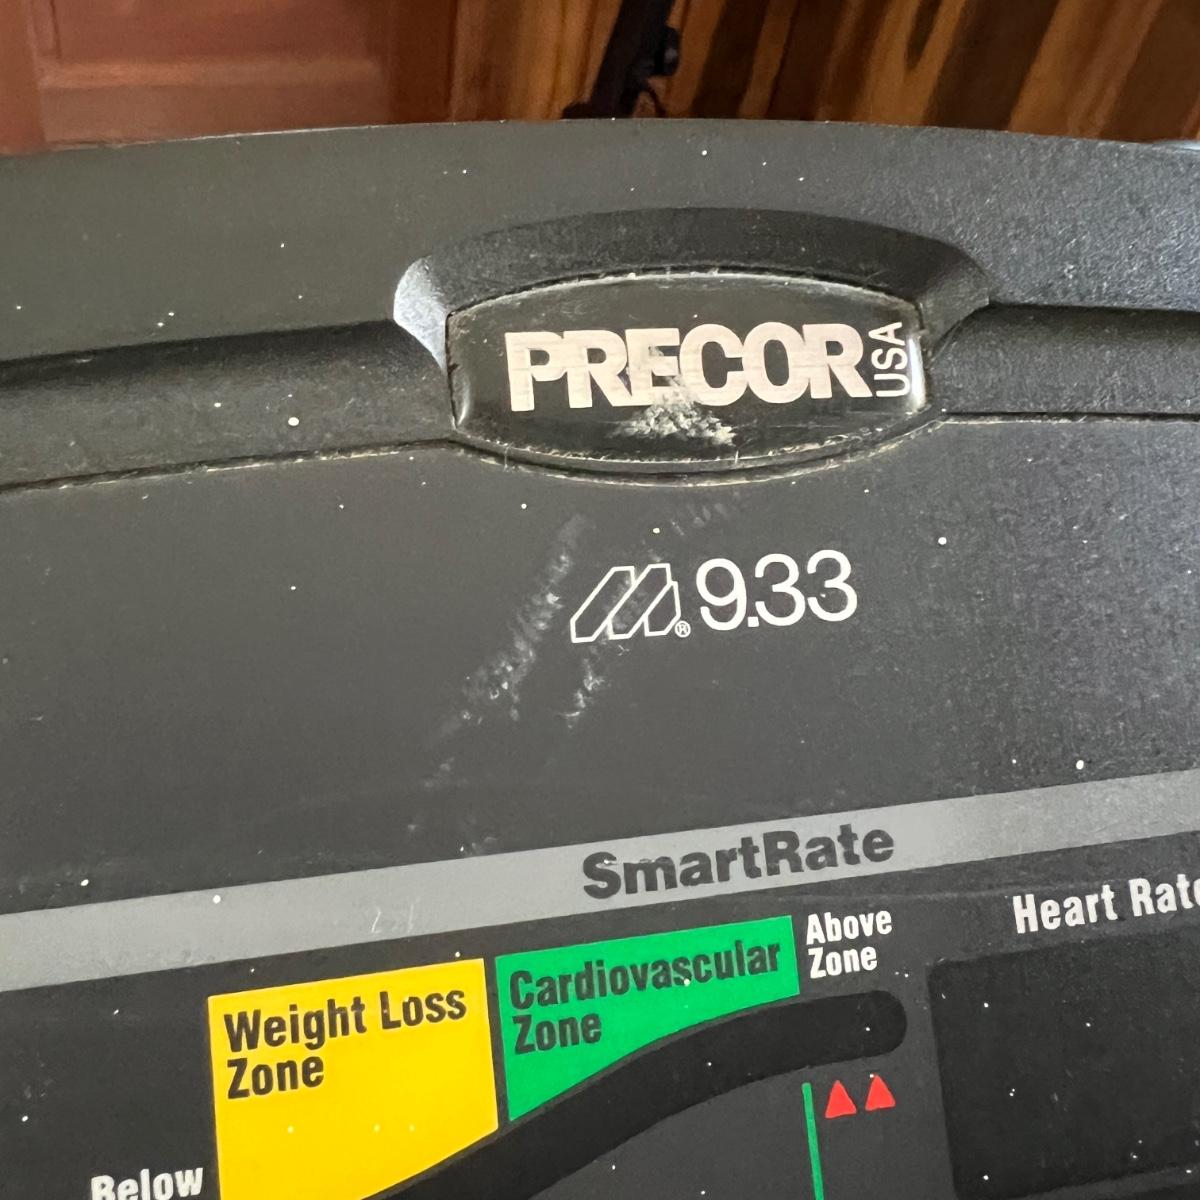 PRECOR USA
M® 9.33
SmartRate
Heart Rate
Above
Zone
Cardiovascular
Zone
Weight Loss
Zone
Below